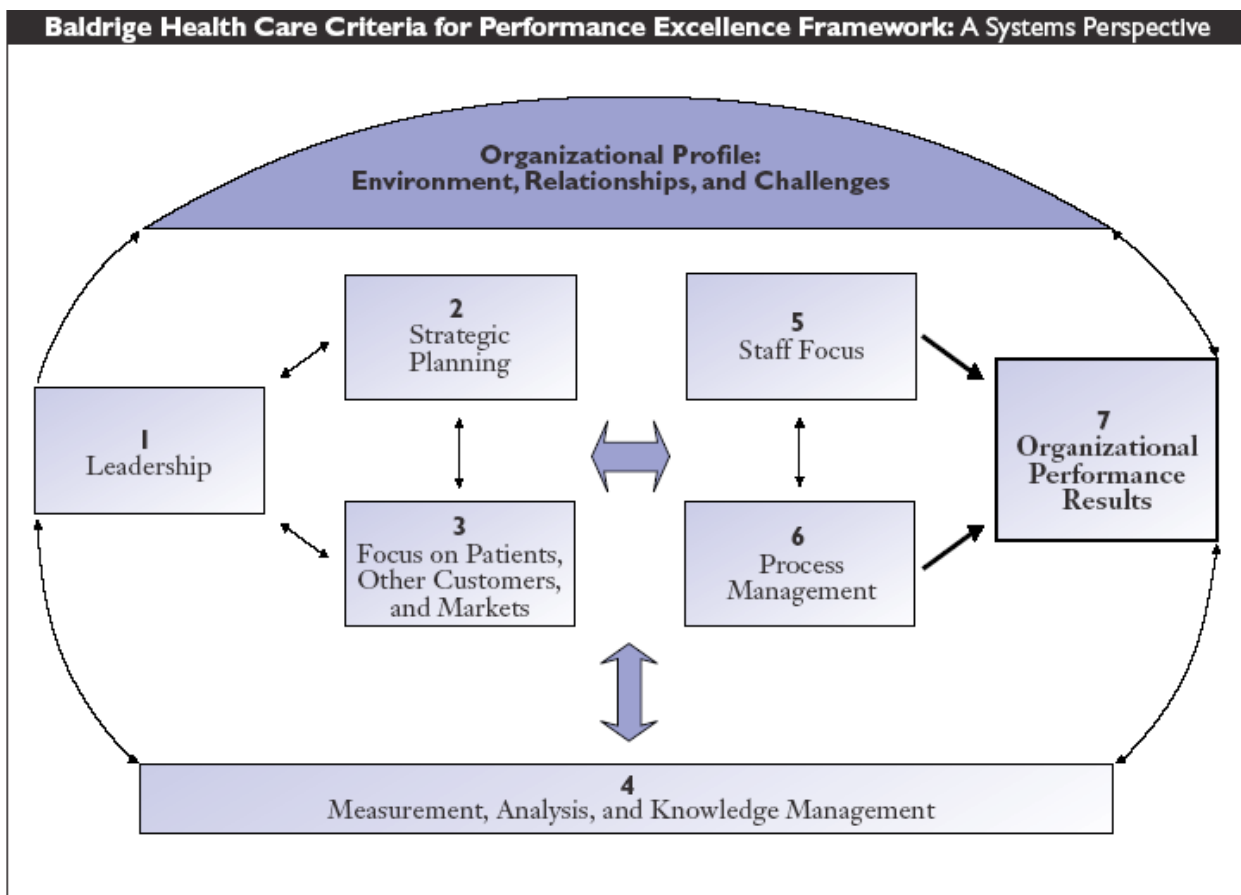 Baldrige Health Care Criteria for Performance Excellence Framework: A Systems Perspective
Organizational Profile:
Environment, Relationships, and Challenges
2
Strategic
Planning
5
Staff Focus
1
Leadership
7
Organizational
Performance
Results
3
Focus on Patients,
Other Customers,
and Markets
6
Process
Management
4
Measurement, Analysis, and Knowledge Management